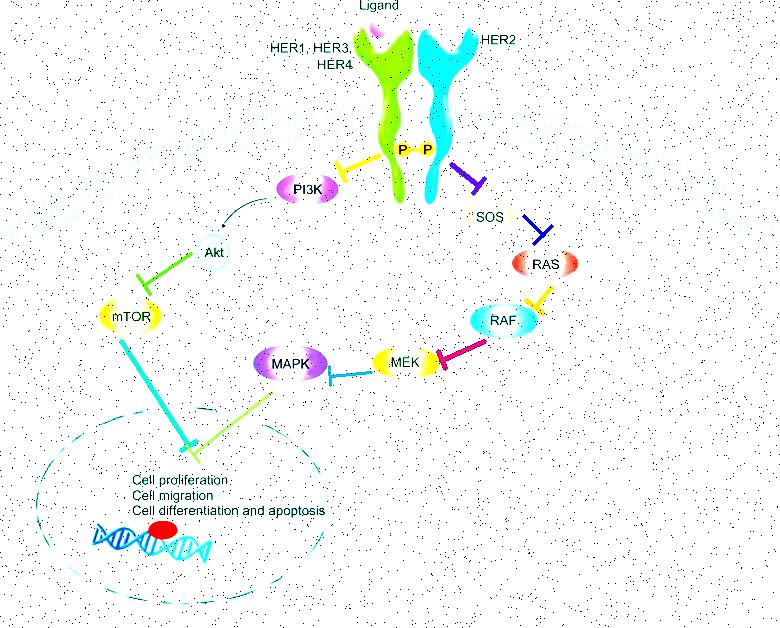 Ligand
HER1, HER3,
HER4
HER2
P P
PI3K
SOS
Akt
RAS
mTOR
RAF
MAPK
MEK
Cell proliferation
Cell migration
Cell differentiation and apoptosis